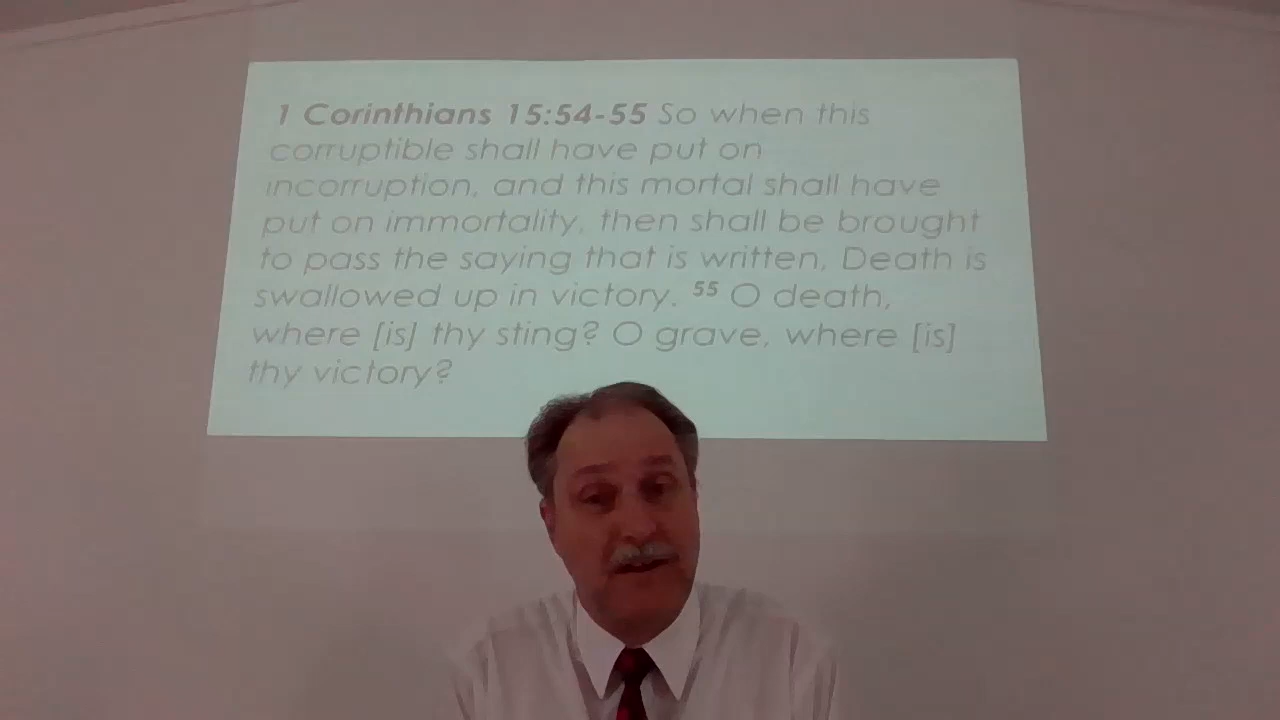 1 Corinthians 15:54-55 So when this
corruptible shall have put on
incorruption, and this mortal shall have
put on immortality, then shall be brought
to pass the saying that is written, Death is
swallowed up in victory. 55 O death,
where [is] thy sting? O grave, where [is]
thy victory?